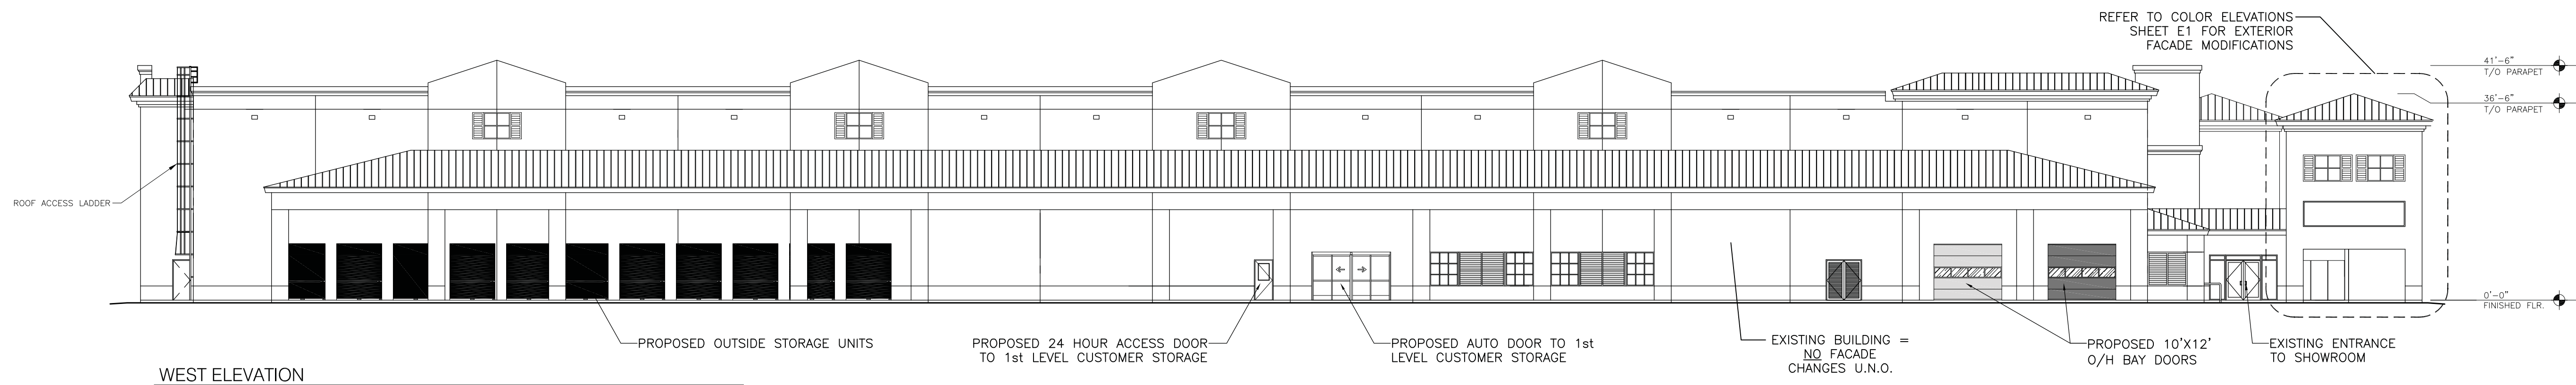 REFER TO COLOR ELEVATIONS
SHEET E1 FOR EXTERIOR
FACADE MODIFICATIONS
41'-6"
T/O PARAPET
36'-6"
T/O PARAPET
ROOF ACCESS LADDER
0'-0"
FINISHED FLR.
PROPOSED OUTSIDE STORAGE UNITS
PROPOSED 24 HOUR ACCESS DOOR
TO 1st LEVEL CUSTOMER STORAGE
PROPOSED AUTO DOOR TO 1st
LEVEL CUSTOMER STORAGE
EXISTING BUILDING =
NO FACADE
CHANGES U.N.O.
PROPOSED 10'X12'
O/H BAY DOORS
EXISTING ENTRANCE
TO SHOWROOM
WEST ELEVATION